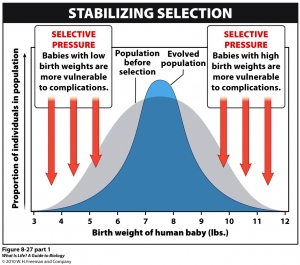 STABILIZING SELECTION
SELECTIVE
PRESSURE
Babies with low
birth weights are
more vulnerable
to complications.
Population
before
selection
Evolved
population
SELECTIVE
PRESSURE
Babies with high
birth weights are
more vulnerable
to complications.
Proportion of individuals in population
3 4 5 6 7 8 9 10 11 12
Birth weight of human baby (lbs.)
Figure 8-27 part 1
What Is Life? A Guide to Biology
© 2010 W. H. Freeman and Company